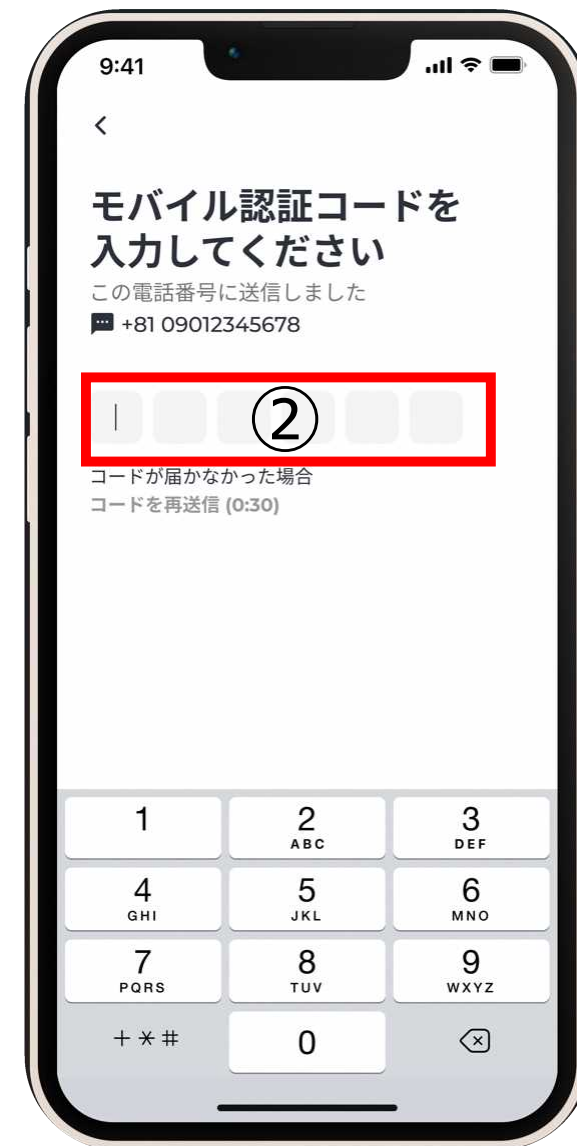 9:41
モバイル認証コードを
入力してください
この電話番号に送信しました
+81 09012345678
②
コードが届かなかった場合
コードを再送信 (0:30)
1 2 3
ABC DEF
4 5 6
GHI JKL MNO
7 8 9
PQRS TUV WXYZ
+*# 0